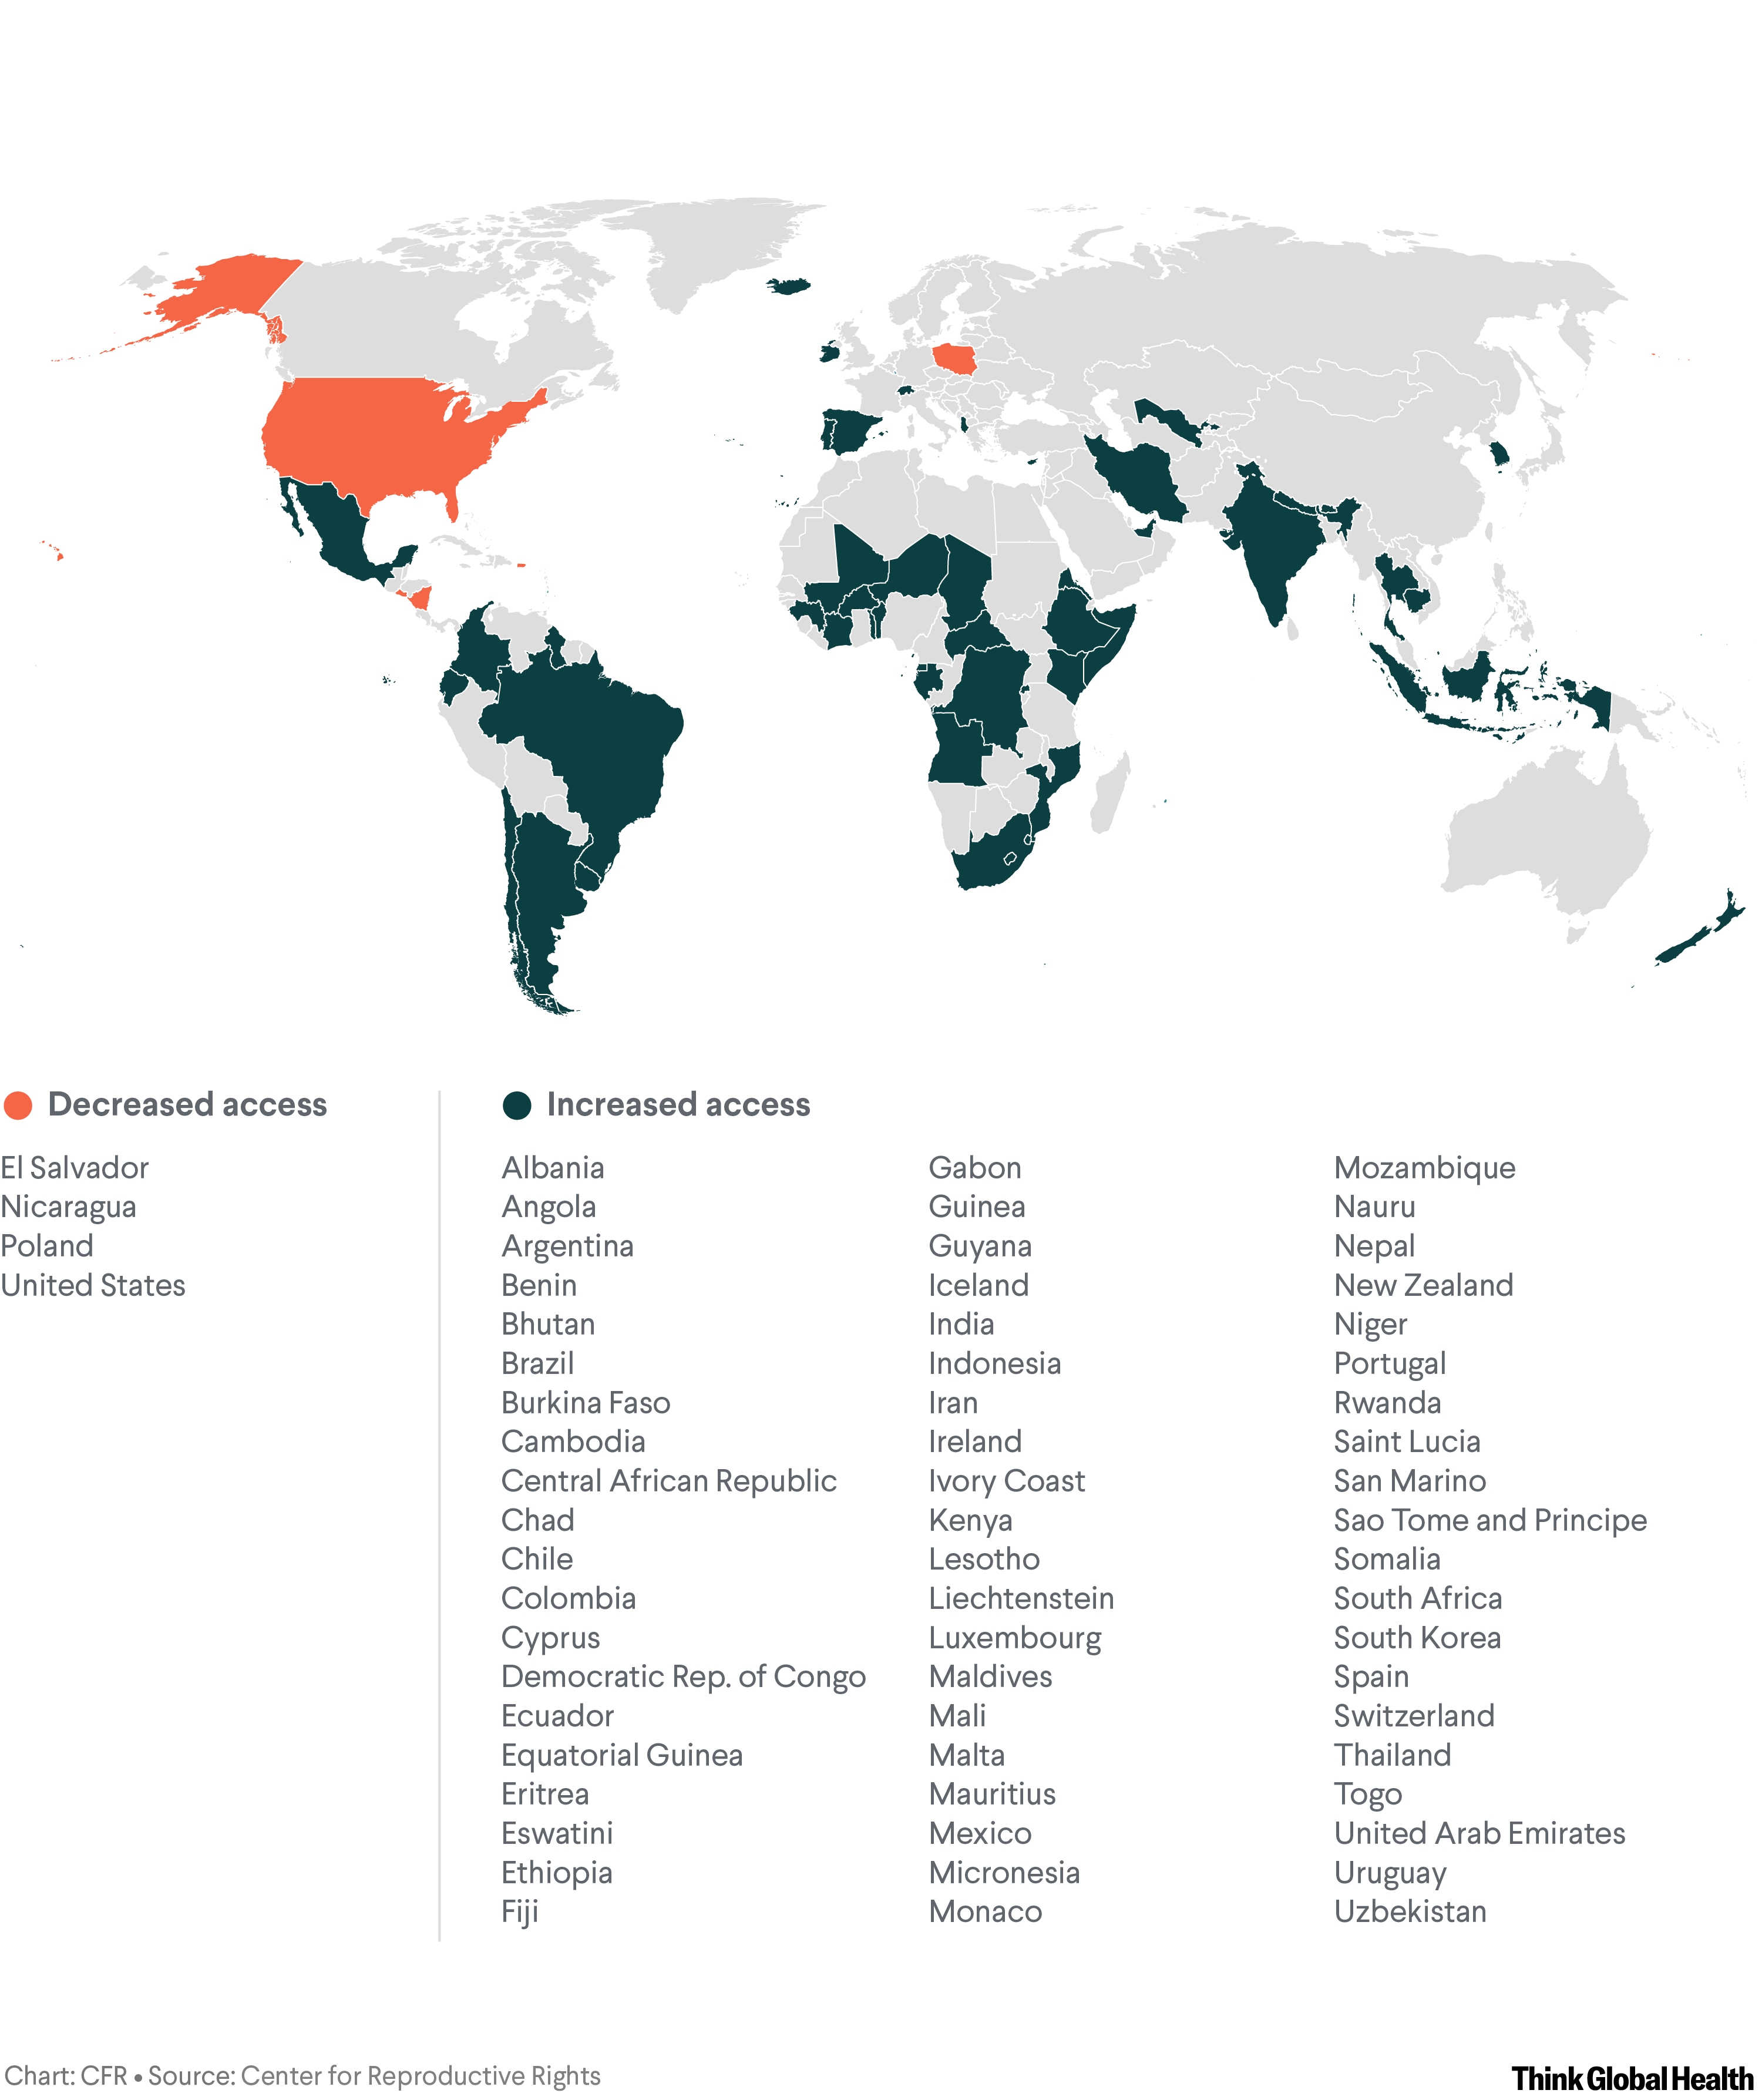 Decreased access
El Salvador
Nicaragua
Poland
United States
Increased access
Albania
Angola
Argentina
Benin
Bhutan
Brazil
Burkina Faso
Cambodia
Central African Republic
Chad
Chile
Colombia
Cyprus
Democratic Rep. of Congo
Ecuador
Equatorial Guinea
Eritrea
Eswatini
Ethiopia
Fiji
Gabon
Guinea
Guyana
Iceland
India
Indonesia
Iran
Ireland
Ivory Coast
Kenya
Lesotho
Liechtenstein
Luxembourg
Maldives
Mali
Malta
Mauritius
Mexico
Micronesia
Monaco
Mozambique
Nauru
Nepal
New Zealand
Niger
Portugal
Rwanda
Saint Lucia
San Marino
Sao Tome and Principe
Somalia
South Africa
South Korea
Spain
Switzerland
Thailand
Togo
United Arab Emirates
Uruguay
Uzbekistan
Chart: CFR • Source: Center for Reproductive Rights
Think Global Health